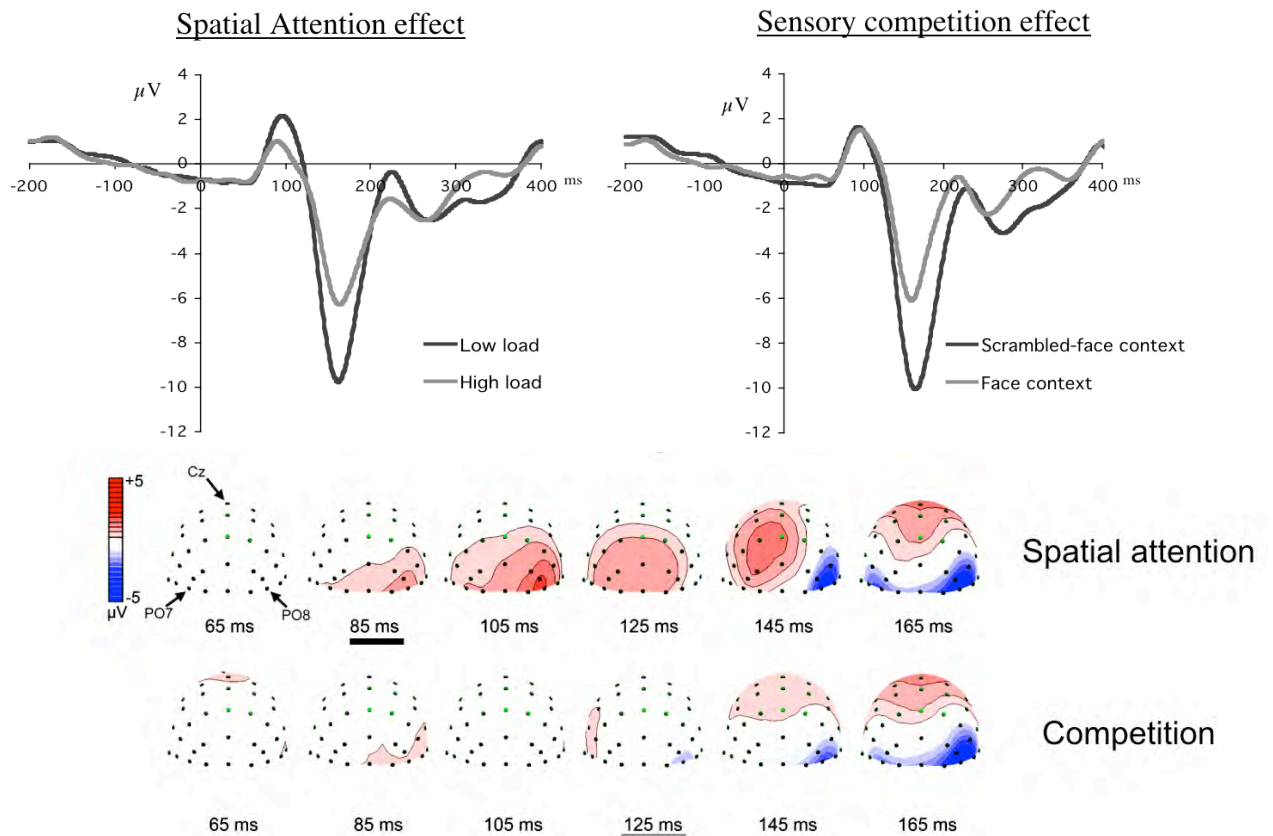 Spatial Attention effect
Sensory competition effect
4
µV
2
0
-200
0
100
200
300
400 ms
-2
-4
-6
-8
-10
-12
Low load
High load
4
µV
2
0
-200
0
100
200
300
400 ms
-2
-4
-6
-8
-10
-12
Scrambled-face context
Face context
+5
-5
µV
Cz
PO7
PO8
65 ms
85 ms
105 ms
125 ms
145 ms
165 ms
Spatial attention
65 ms
85 ms
105 ms
125 ms
145 ms
165 ms
Competition